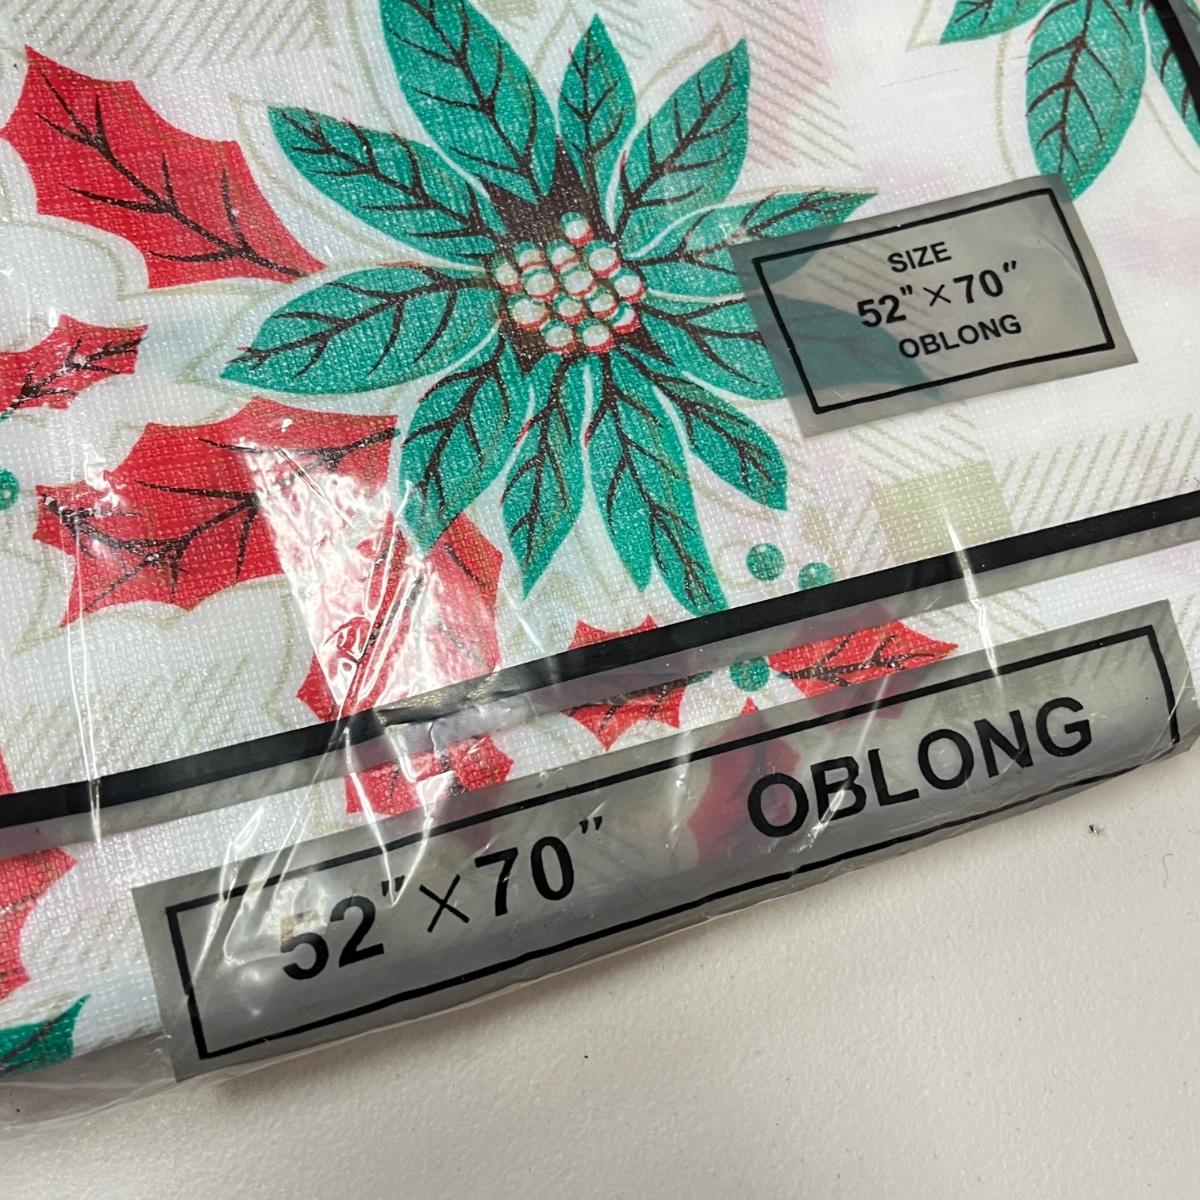 SIZE
52" × 70"
OBLONG
52" × 70" OBLONG